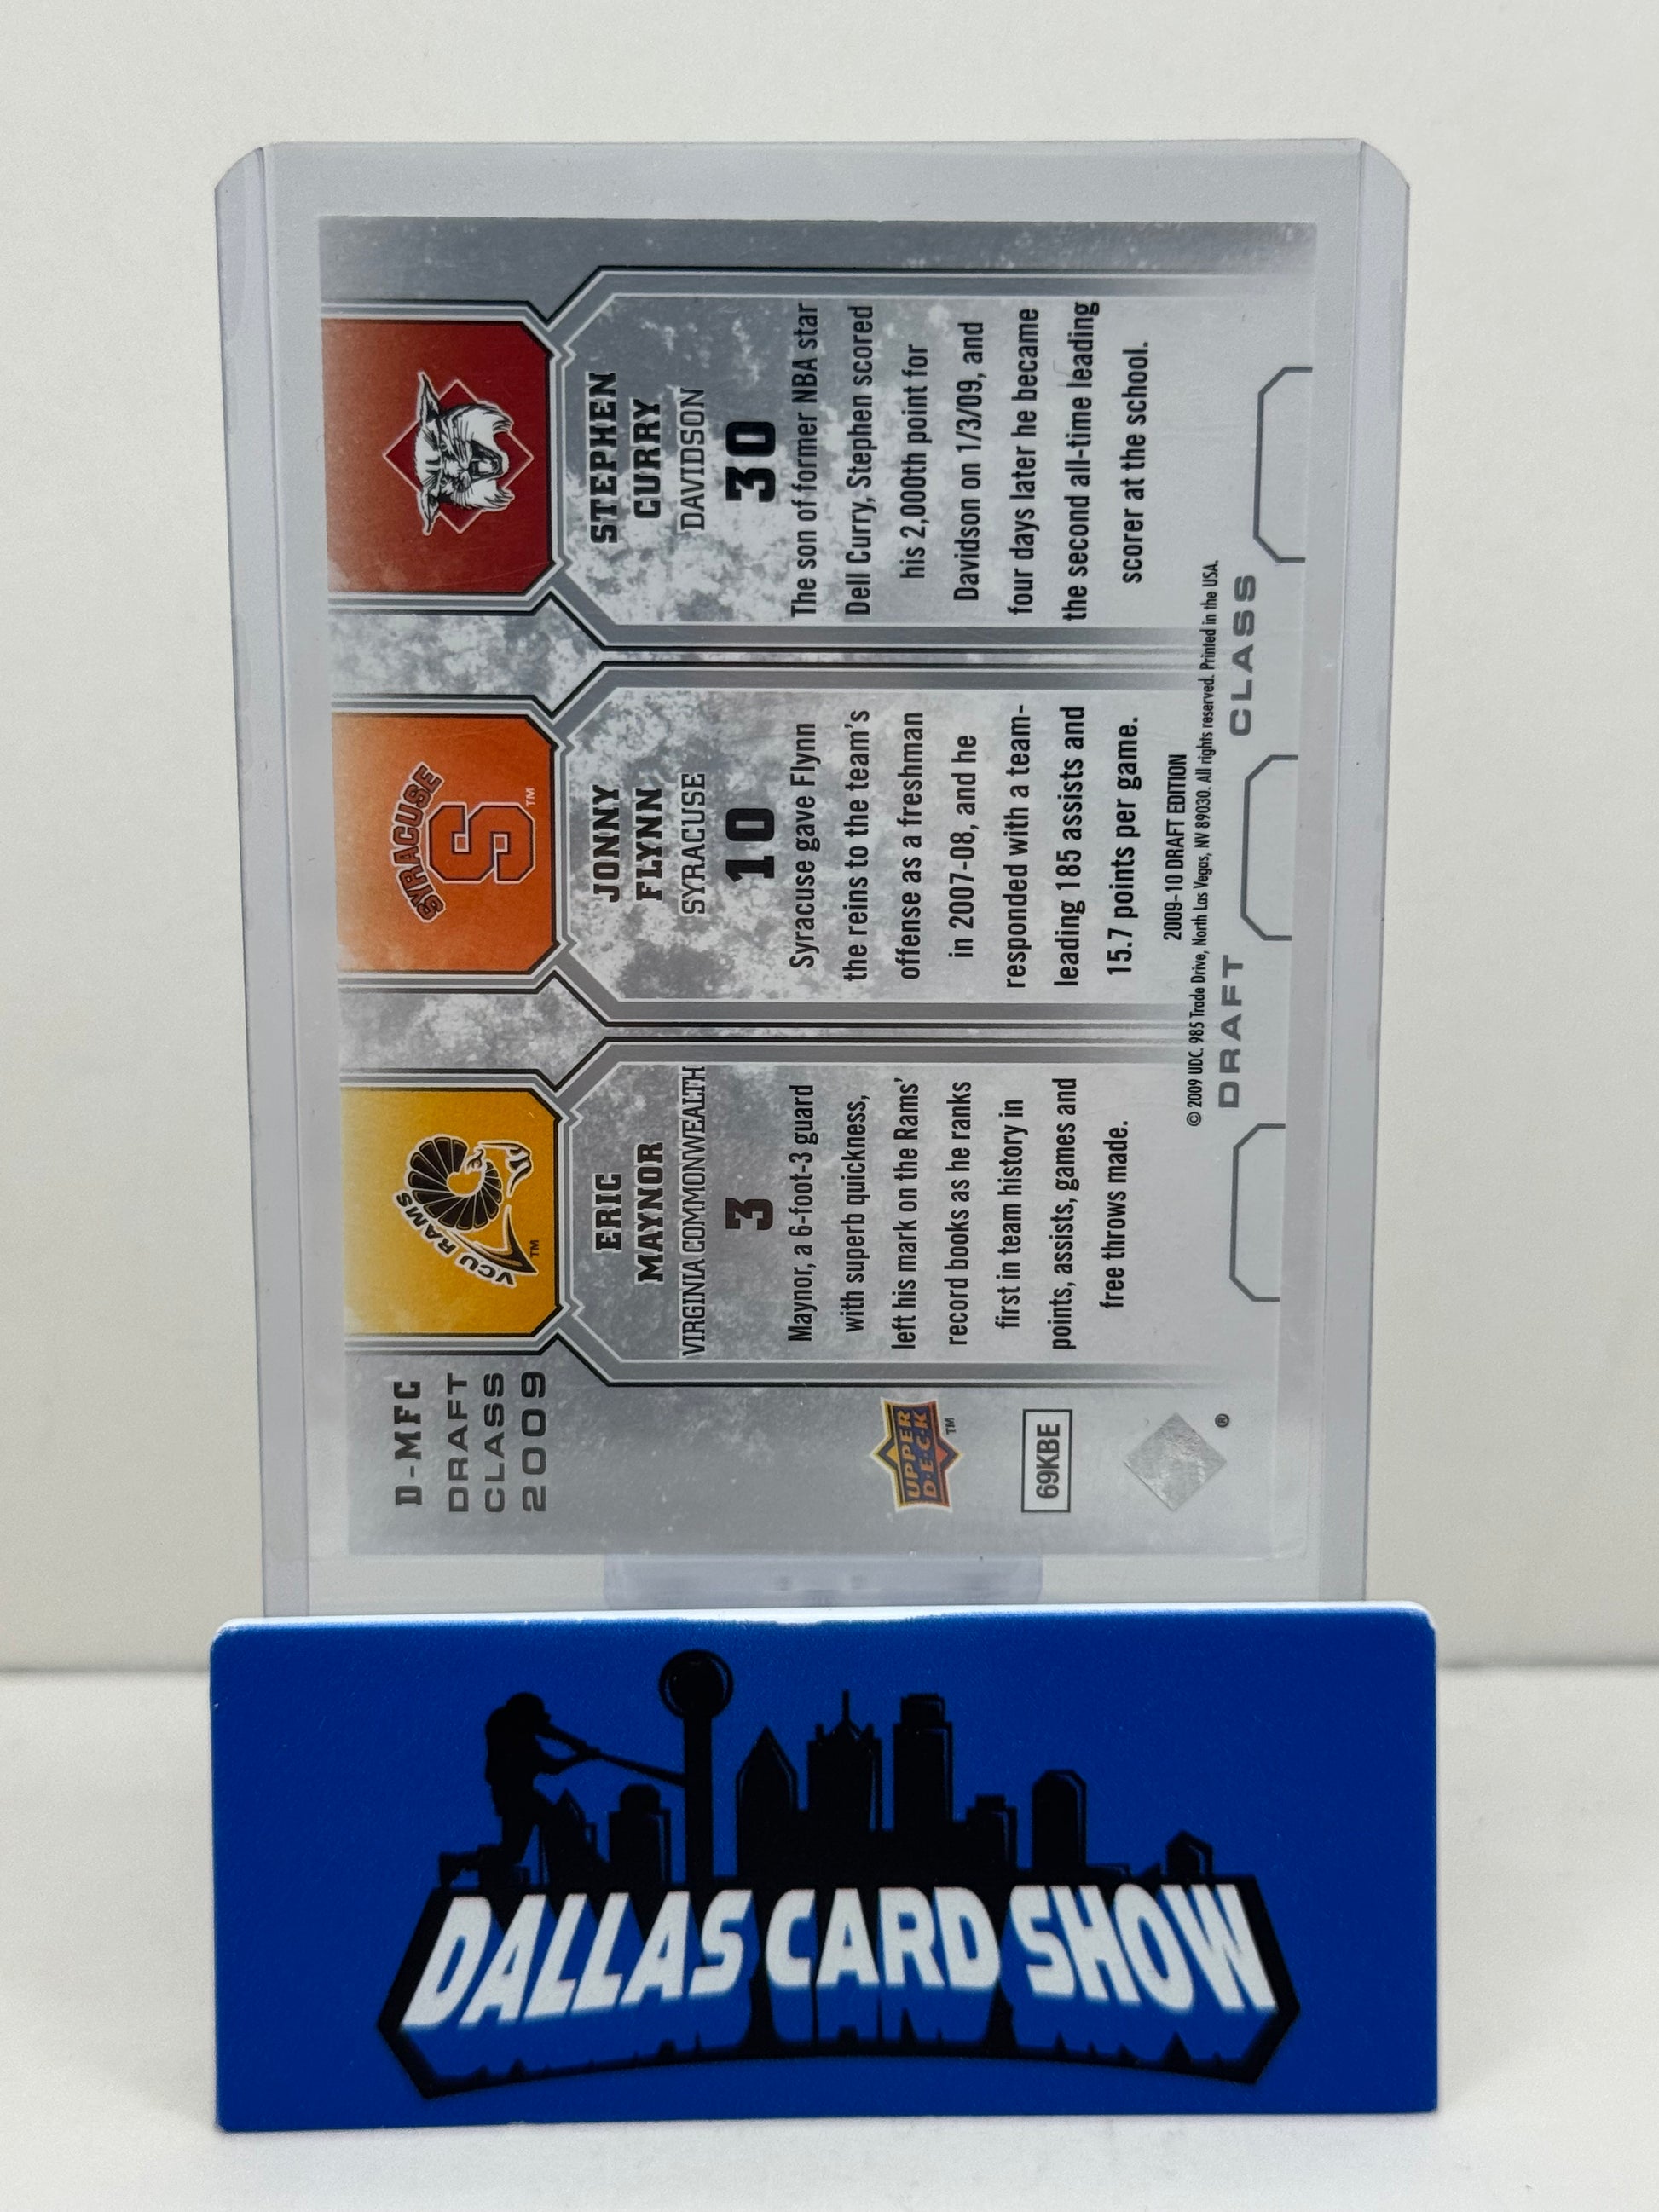 D-MFC
DRAFT
CLASS
2009
VCU RAMS
TM
ERIC
MAYNOR
VIRGINIA COMMONWEALTH
3
Maynor, a 6-foot-3 guard
with superb quickness,
left his mark on the Rams'
record books as he ranks
first in team history in
points, assists, games and
free throws made.
SYRACUSE
S
TM
JONNY
FLYNN
SYRACUSE
10
Syracuse gave Flynn
the reins to the team's
offense as a freshman
in 2007-08, and he
responded with a team-
leading 185 assists and
15.7 points per game.
STEPHEN
CURRY
DAVIDSON
30
The son of former NBA star
Dell Curry, Stephen scored
his 2,000th point for
Davidson on 1/3/09, and
four days later he became
the second all-time leading
scorer at the school.
UPPER
D·E·C·K
TM
69KBE
®
2009-10 DRAFT EDITION
© 2009 UDC. 985 Trade Drive, North Las Vegas, NV 89030. All rights reserved. Printed in the USA.
DRAFT CLASS
DALLAS CARD SHOW